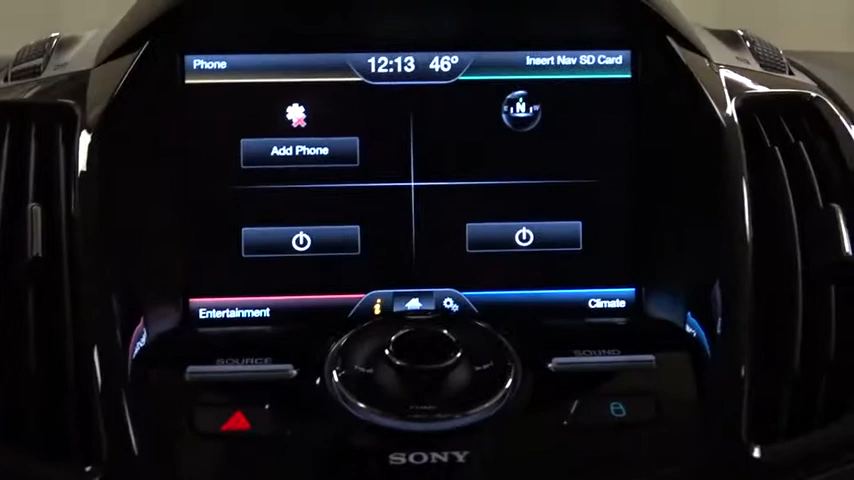 Phone
12:13 46°
Insert Nav SD Card
N
Add Phone
Entertainment
i
Climate
SOURCE
SOUND
SONY